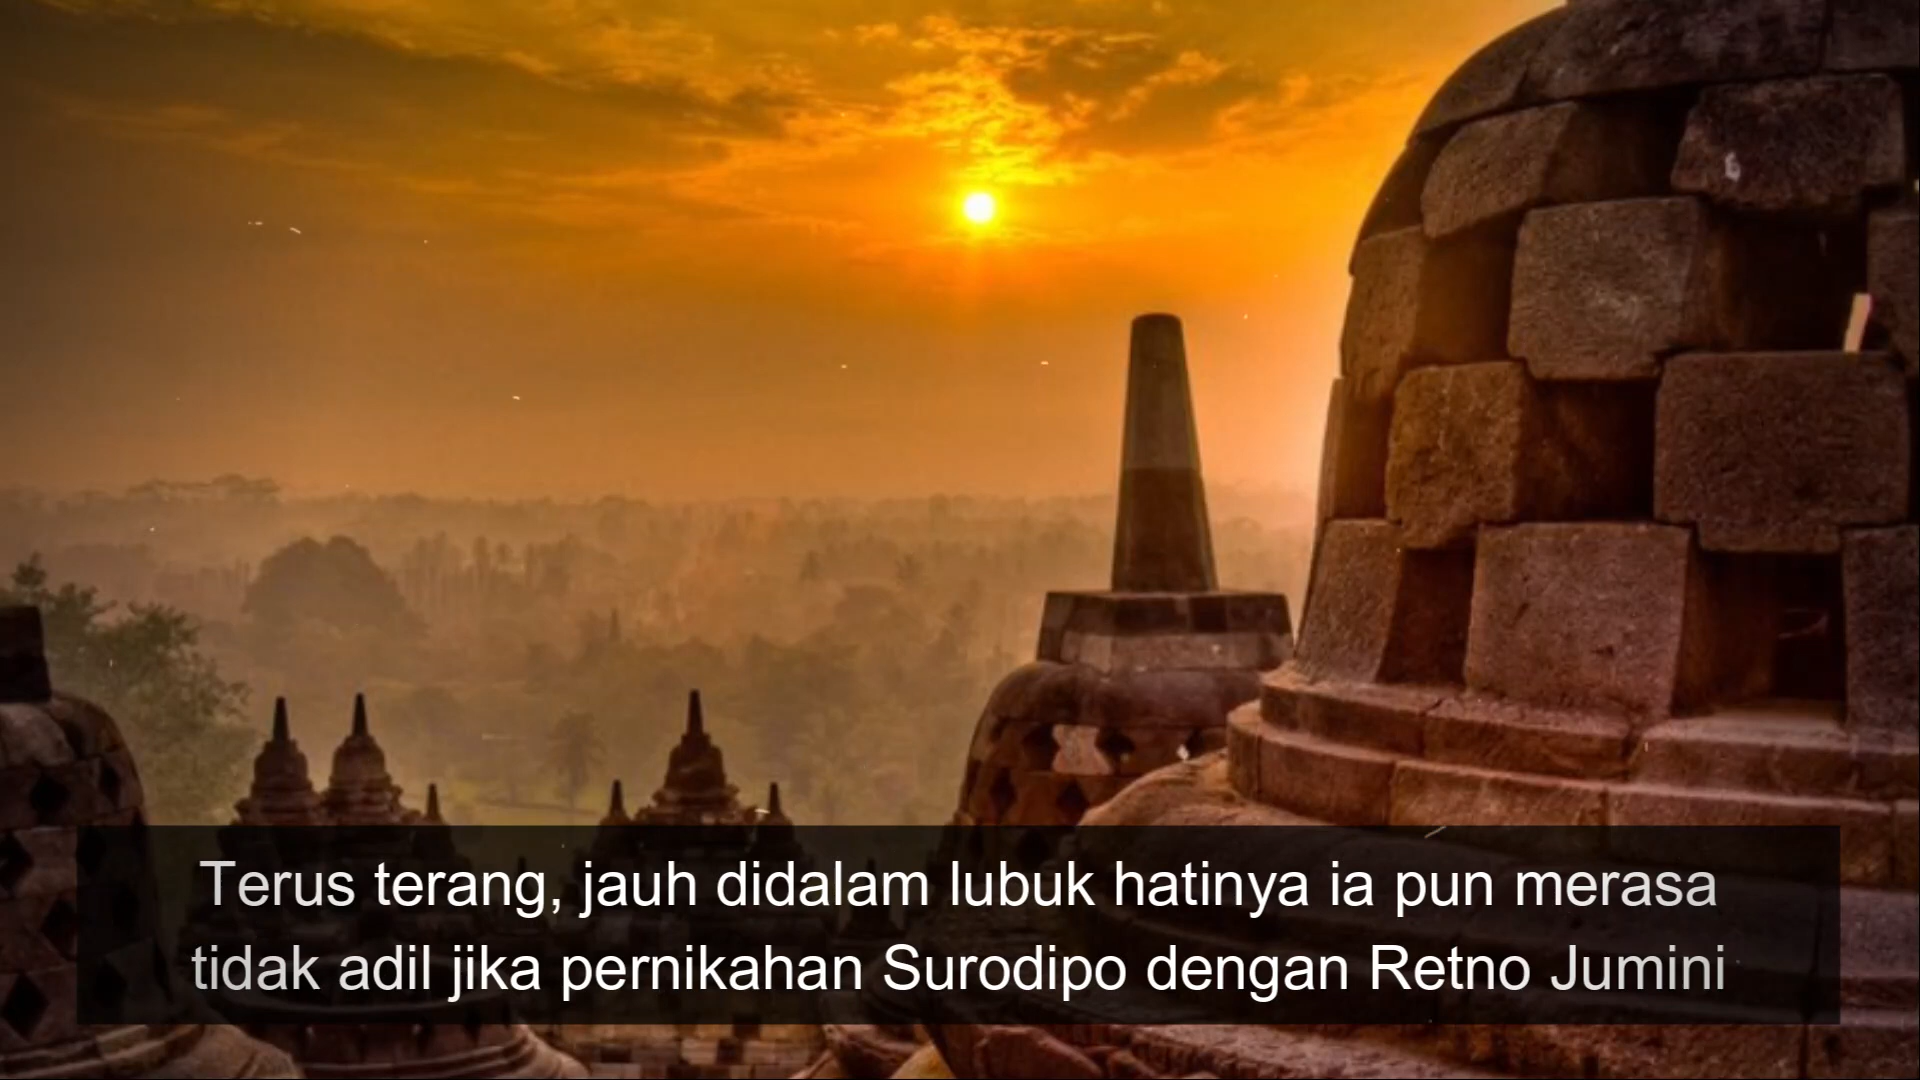 Terus terang, jauh didalam lubuk hatinya ia pun merasa
tidak adil jika pernikahan Surodipo dengan Retno Jumini